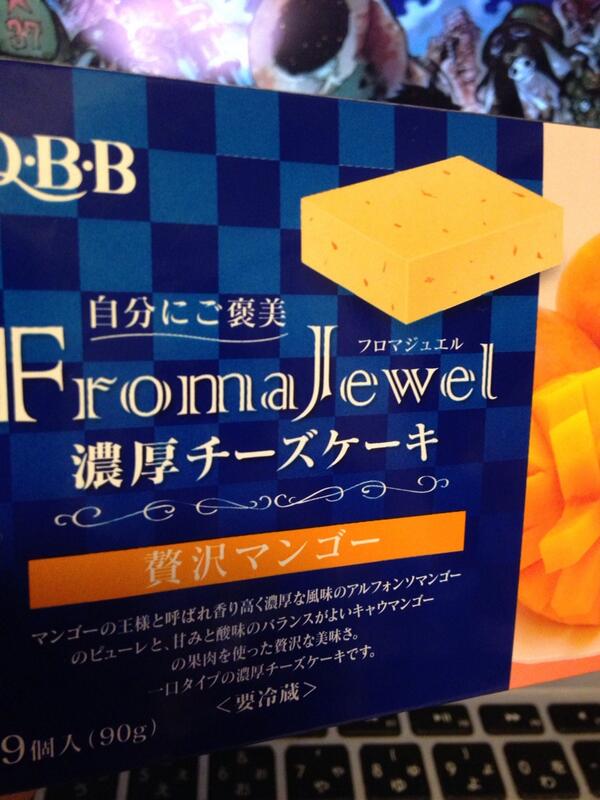 37
Q·B·B
自分にご褒美
フロマジュエル
FromaJewel
濃厚チーズケーキ
贅沢マンゴー
マンゴーの王様と呼ばれ香り高く濃厚な風味のアルフォンソマンゴー
のピューレと、甘みと酸味のバランスがよいキャウマンゴー
の果肉を使った贅沢な美味さ。
一口タイプの濃厚チーズケーキです。
<要冷蔵>
9個入(90g)